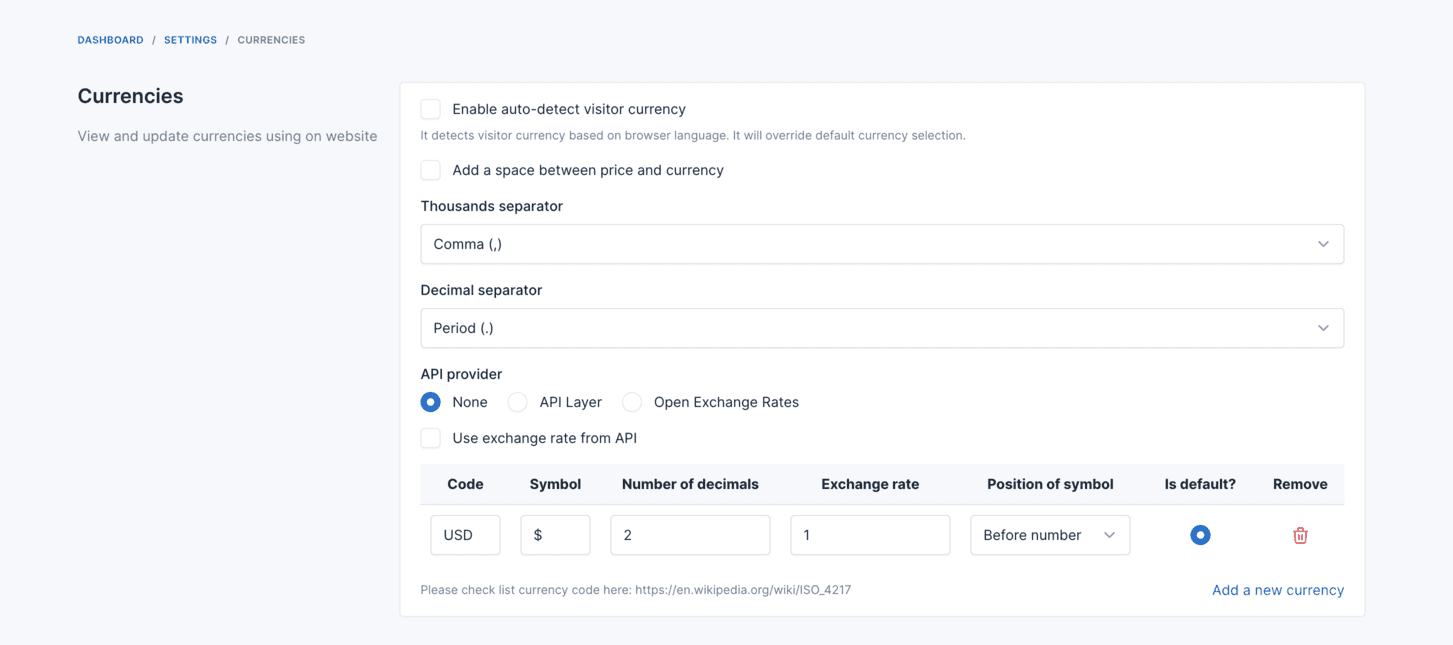 DASHBOARD / SETTINGS / CURRENCIES
Currencies
View and update currencies using on website
Enable auto-detect visitor currency
It detects visitor currency based on browser language. It will override default currency selection.
Add a space between price and currency
Thousands separator
Comma (,)
Decimal separator
Period (.)
API provider
None API Layer Open Exchange Rates
Use exchange rate from API
Code Symbol Number of decimals Exchange rate Position of symbol Is default? Remove
USD $ 2 1 Before number
Please check list currency code here: https://en.wikipedia.org/wiki/ISO_4217 Add a new currency